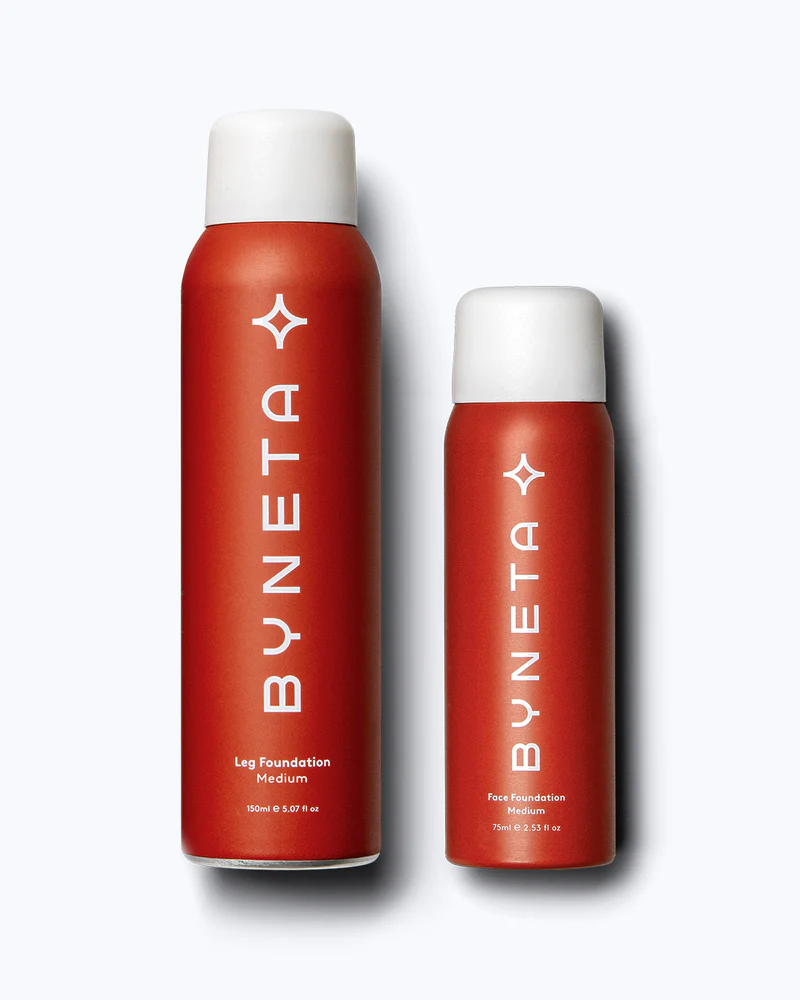 BYNETA
Leg Foundation
Medium
150ml ℮ 5.07 fl oz
BYNETA
Face Foundation
Medium
75ml ℮ 2.53 fl oz